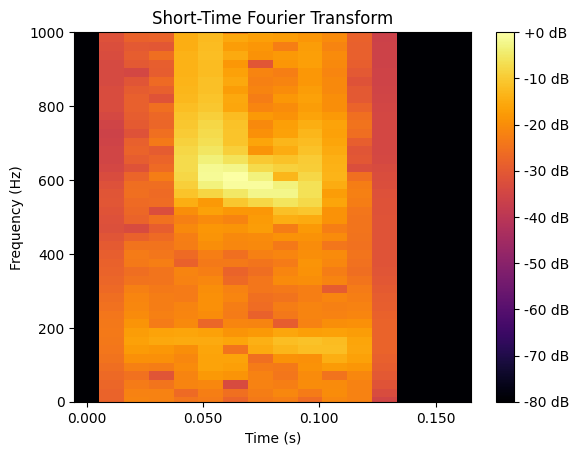 Short-Time Fourier Transform
1000
800
600
400
200
0
Frequency (Hz)
0.000
0.050
0.100
0.150
Time (s)
+0 dB
-10 dB
-20 dB
-30 dB
-40 dB
-50 dB
-60 dB
-70 dB
-80 dB